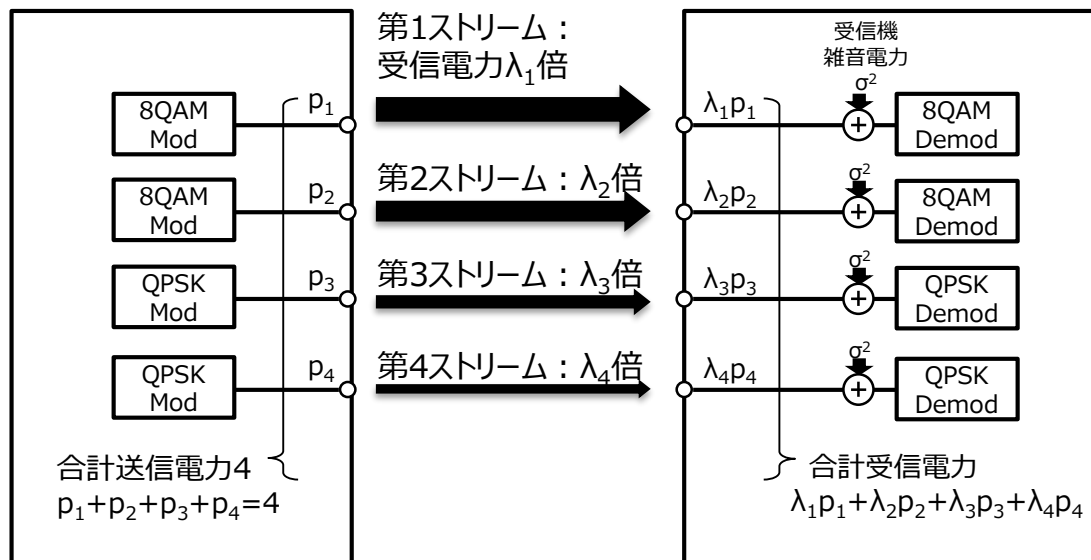 第1ストリーム：
受信電力λ₁倍
受信機
雑音電力
8QAM
Mod
p₁
λ₁p₁
σ²
+
8QAM
Demod
第2ストリーム：λ₂倍
8QAM
Mod
p₂
λ₂p₂
σ²
+
8QAM
Demod
第3ストリーム：λ₃倍
QPSK
Mod
p₃
λ₃p₃
σ²
+
QPSK
Demod
第4ストリーム：λ₄倍
QPSK
Mod
p₄
λ₄p₄
σ²
+
QPSK
Demod
合計送信電力4
p₁+p₂+p₃+p₄=4
合計受信電力
λ₁p₁+λ₂p₂+λ₃p₃+λ₄p₄